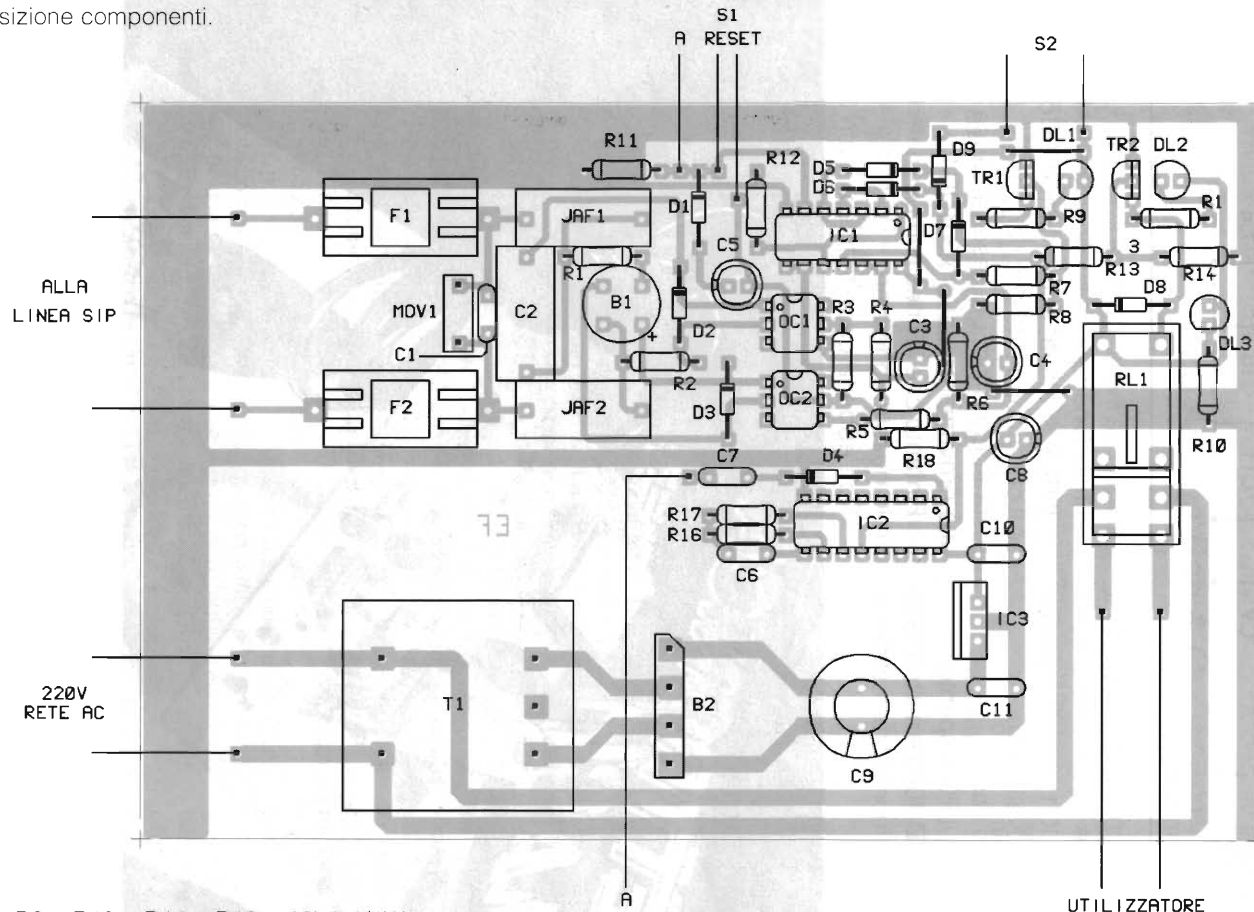 sizione componenti.
S1
A RESET
S2
R11
R12
D5
D6
D9
TR1
DL1
TR2
DL2
F1
JAF1
D1
IC1
D7
R9
R1
C5
R1
B1
3
R13
R14
ALLA
LINEA SIP
MOV1
C2
D2
OC1
R3
R4
C3
R7
R8
D8
C1
+
R2
C4
RL1
DL3
F2
JAF2
D3
OC2
R5
R6
R18
C8
R10
C7
D4
R17
R16
IC2
C10
C6
IC3
220V
RETE AC
T1
B2
C11
C9
A
UTILIZZATORE